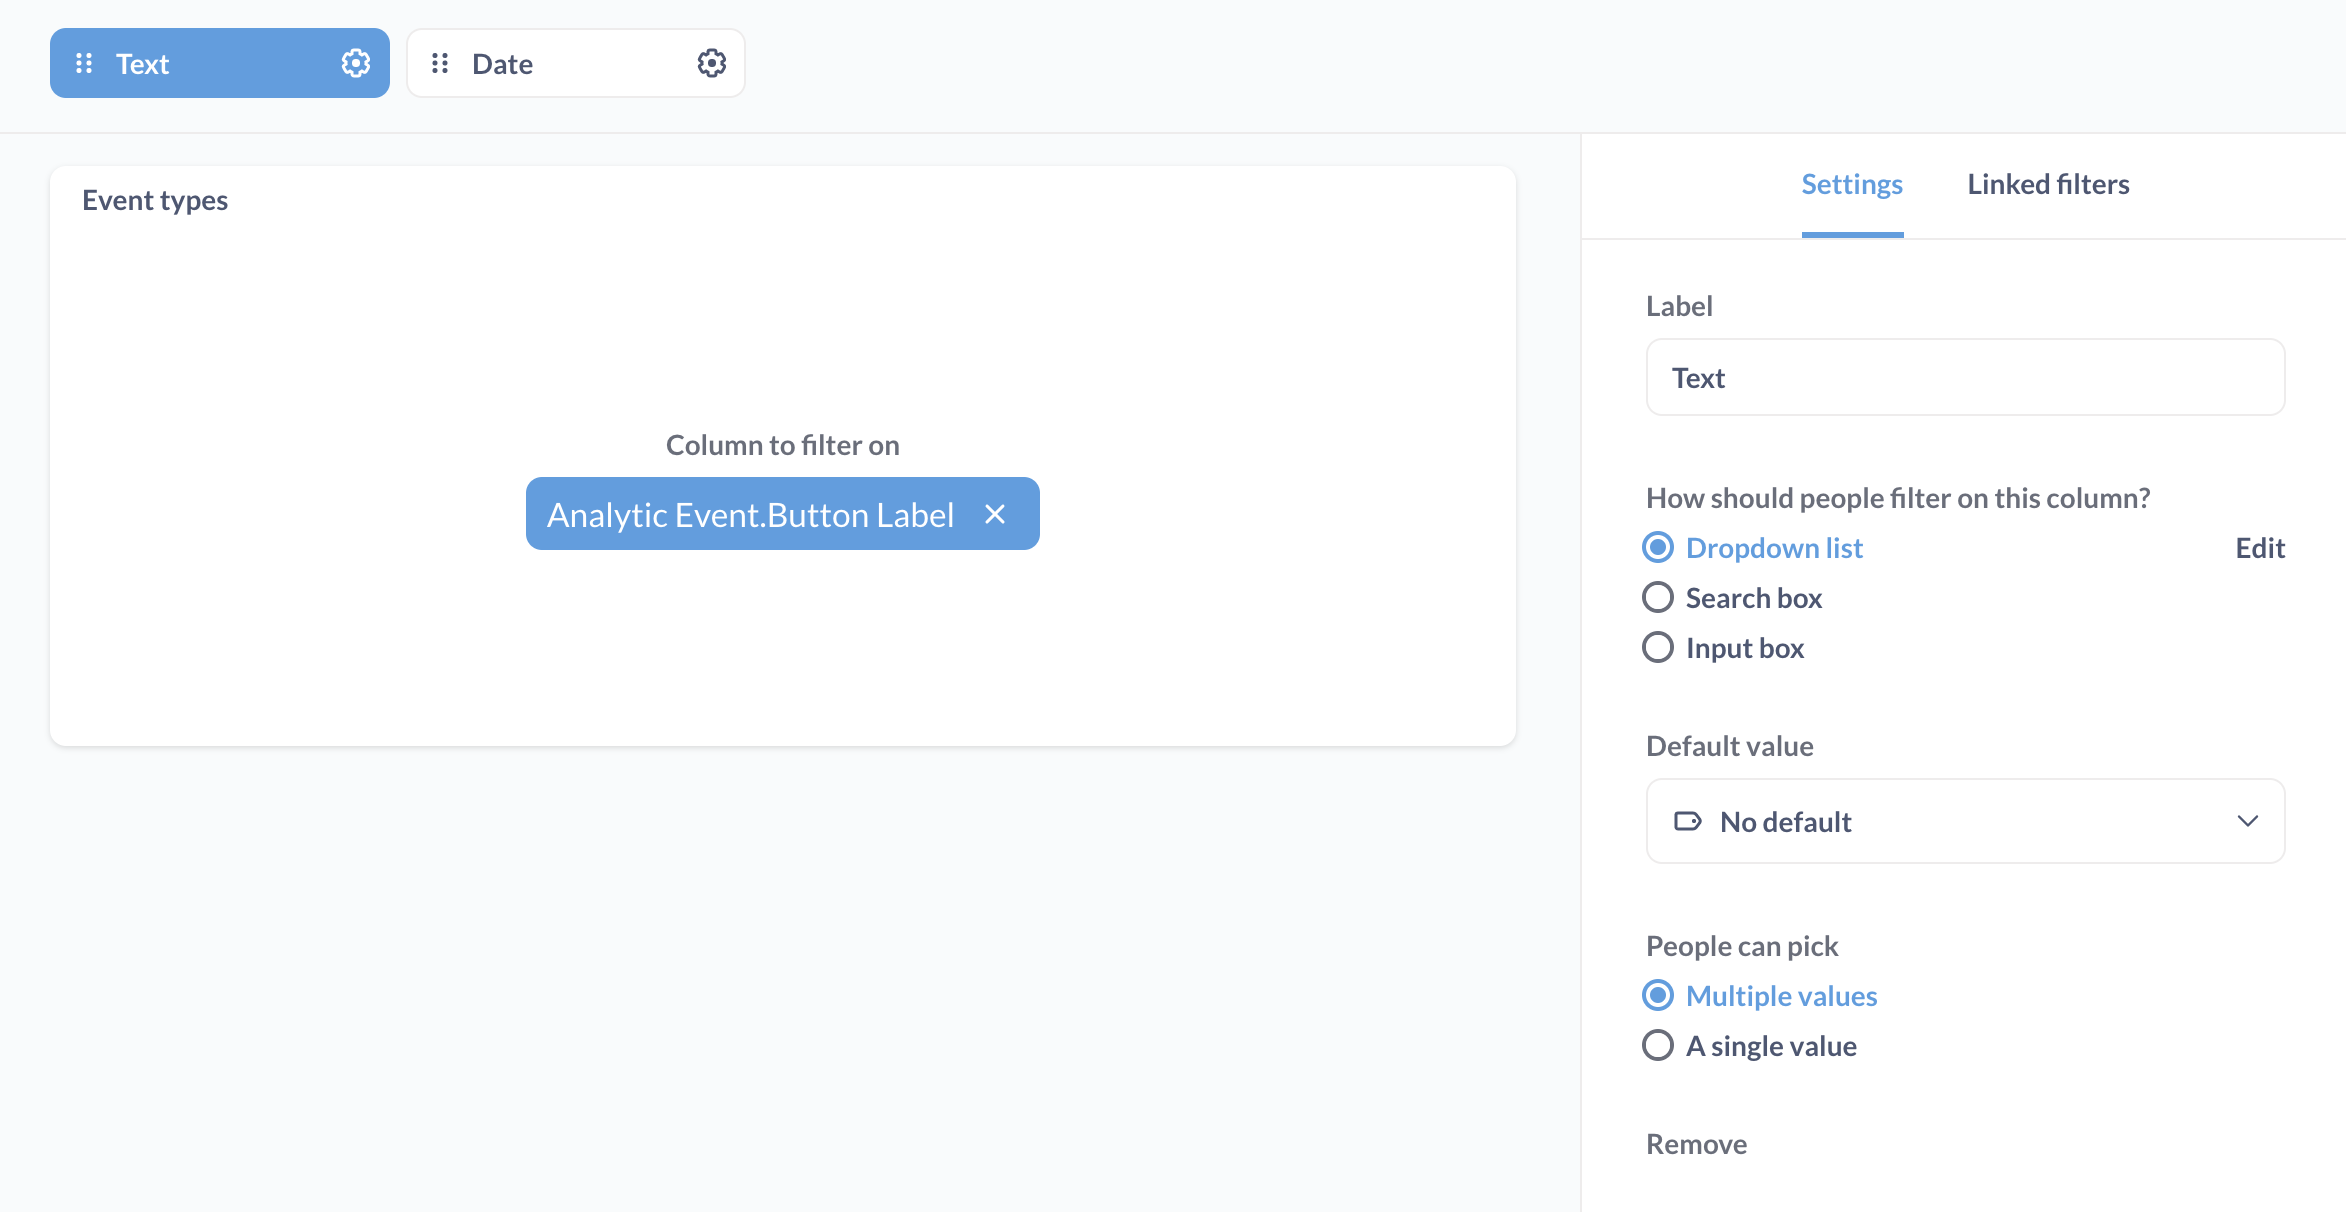 Text
Date
Event types
Column to filter on
Analytic Event.Button Label
Settings
Linked filters
Label
Text
How should people filter on this column?
Dropdown list
Edit
Search box
Input box
Default value
No default
People can pick
Multiple values
A single value
Remove